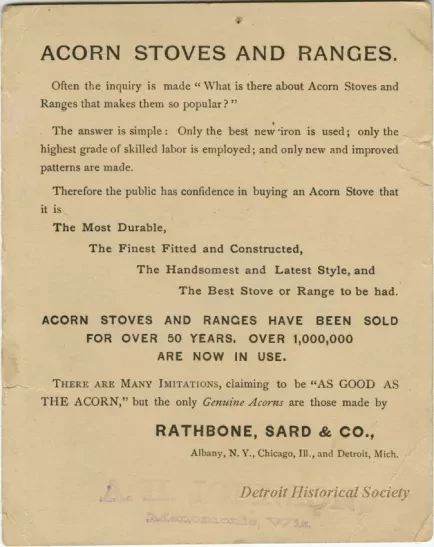 ACORN STOVES AND RANGES.
Often the inquiry is made “What is there about Acorn Stoves and
Ranges that makes them so popular?”
The answer is simple: Only the best new iron is used; only the
highest grade of skilled labor is employed; and only new and improved
patterns are made.
Therefore the public has confidence in buying an Acorn Stove that
it is
The Most Durable,
The Finest Fitted and Constructed,
The Handsomest and Latest Style, and
The Best Stove or Range to be had.
ACORN STOVES AND RANGES HAVE BEEN SOLD
FOR OVER 50 YEARS. OVER 1,000,000
ARE NOW IN USE.
THERE ARE MANY IMITATIONS, claiming to be “AS GOOD AS
THE ACORN,” but the only Genuine Acorns are those made by
RATHBONE, SARD & CO.,
Albany, N. Y., Chicago, Ill., and Detroit, Mich.
Detroit Historical Society
Menomonie, Wis